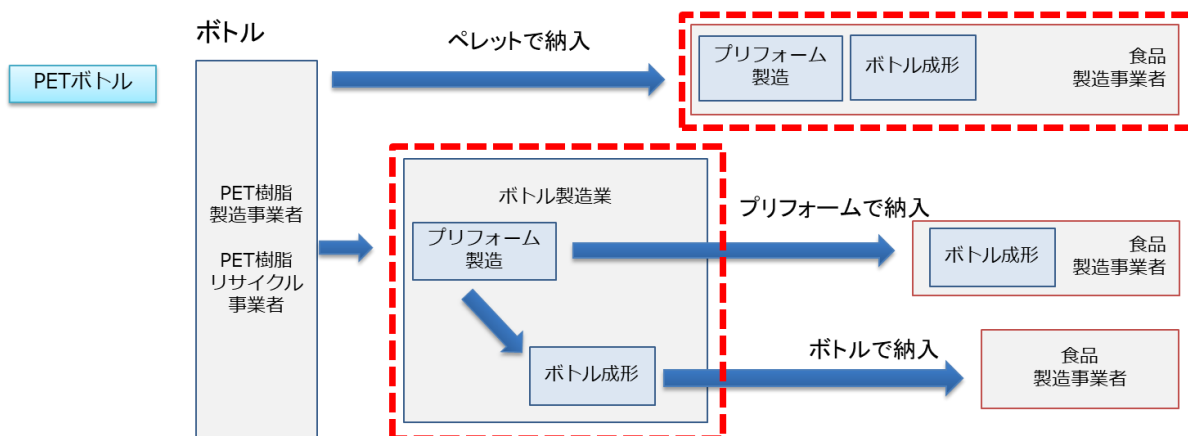 PETボトル
ボトル
PET樹脂
製造事業者
PET樹脂
リサイクル
事業者
ペレットで納入
プリフォーム
製造
ボトル成形
食品
製造事業者
ボトル製造業
プリフォーム
製造
ボトル成形
プリフォームで納入
ボトル成形
食品
製造事業者
ボトルで納入
食品
製造事業者